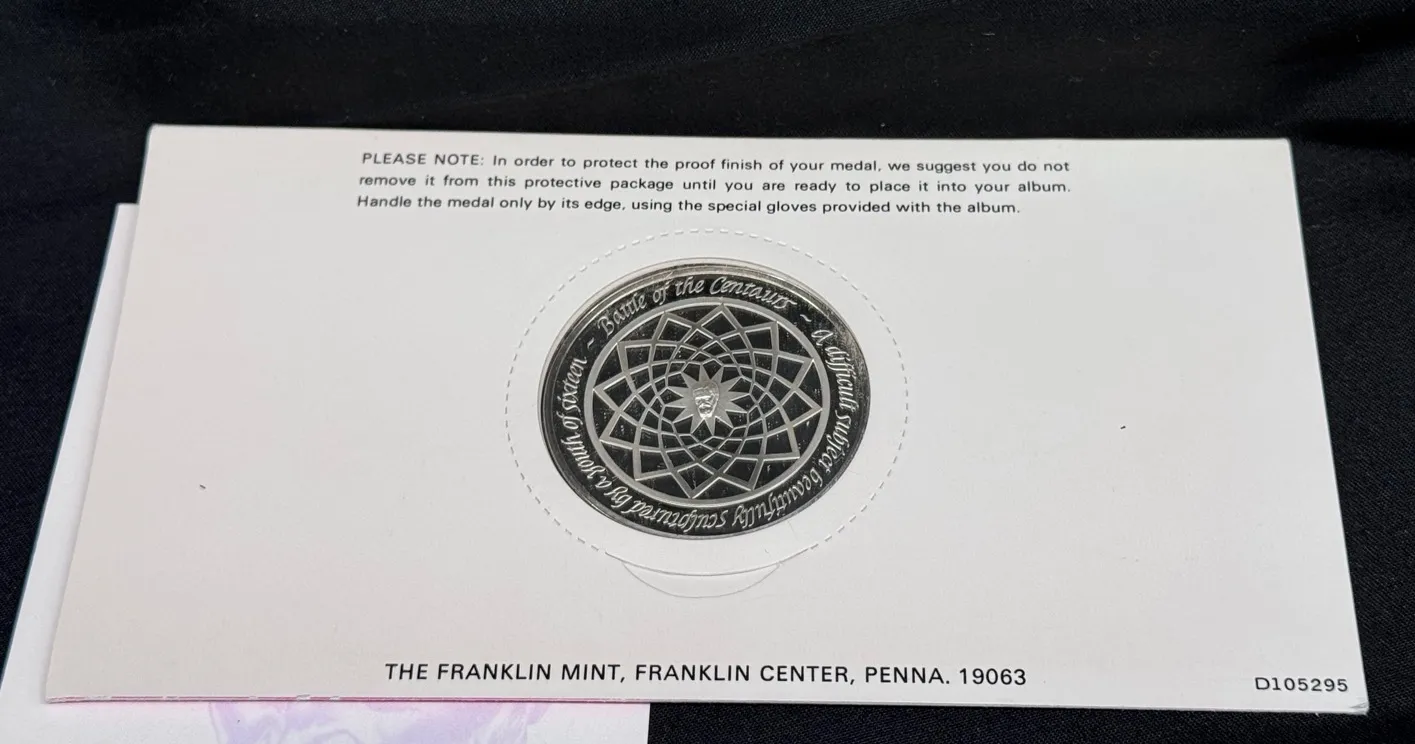 PLEASE NOTE: In order to protect the proof finish of your medal, we suggest you do not
remove it from this protective package until you are ready to place it into your album.
Handle the medal only by its edge, using the special gloves provided with the album.
~ Battle of the Centaurs ~ A difficult subject beautifully sculptured by a youth of sixteen
THE FRANKLIN MINT, FRANKLIN CENTER, PENNA. 19063
D105295